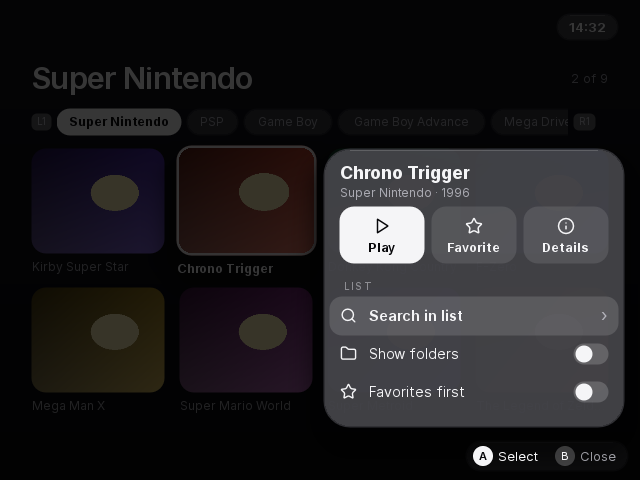 14:32
Super Nintendo
2 of 9
L1
Super Nintendo
PSP
Game Boy
Game Boy Advance
Mega Drive
R1
Chrono Trigger
Super Nintendo · 1996
Play
Favorite
Details
LIST
Search in list
Show folders
Favorites first
Kirby Super Star
Chrono Trigger
Mega Man X
Super Mario World
A Select
B Close